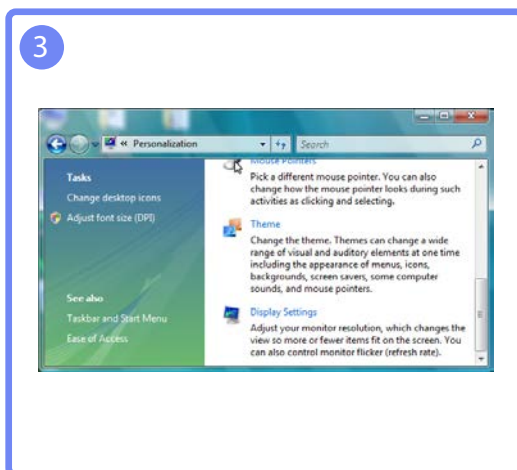 3
« Personalization
Search
Tasks
Change desktop icons
Adjust font size (DPI)
See also
Taskbar and Start Menu
Ease of Access
Mouse Pointers
Pick a different mouse pointer. You can also
change how the mouse pointer looks during such
activities as clicking and selecting.
Theme
Change the theme. Themes can change a wide
range of visual and auditory elements at one time
including the appearance of menus, icons,
backgrounds, screen savers, some computer
sounds, and mouse pointers.
Display Settings
Adjust your monitor resolution, which changes the
view so more or fewer items fit on the screen. You
can also control monitor flicker (refresh rate).